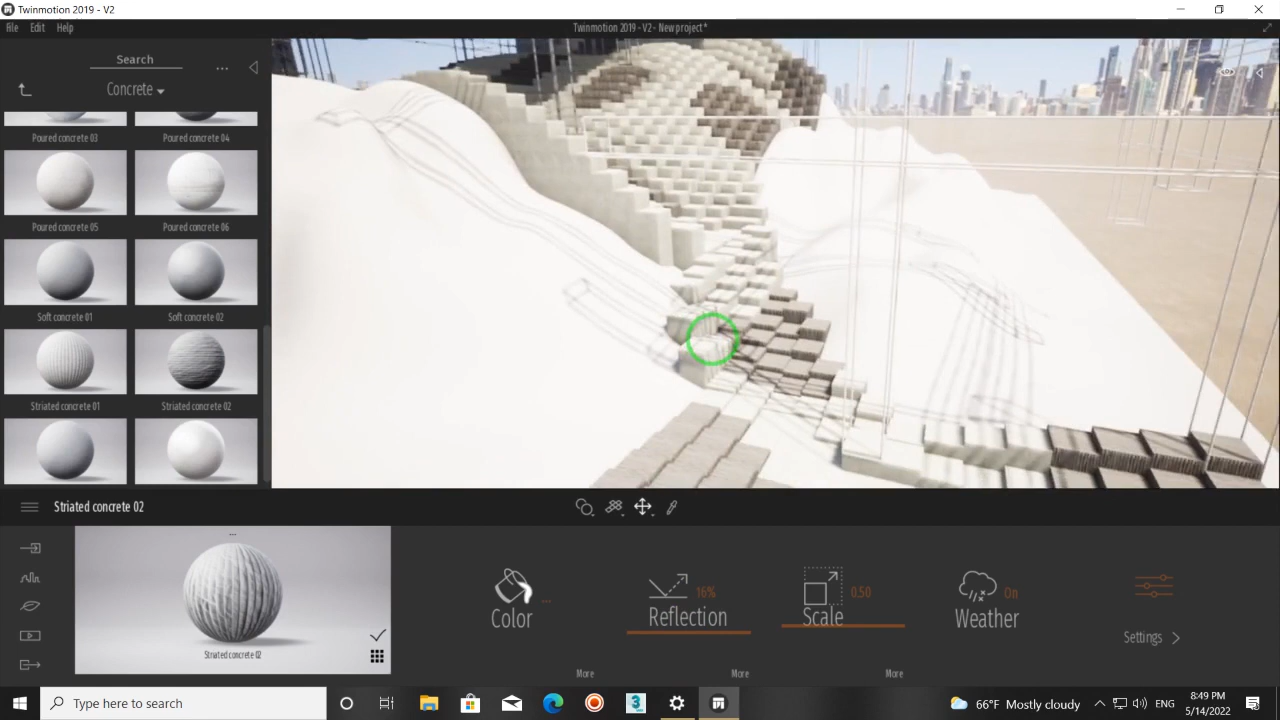 Twinmotion 2019 - V2
File Edit Help
Twinmotion 2019 - V2 - New project*
Search
...
Concrete
Poured concrete 03 Poured concrete 04
Poured concrete 05 Poured concrete 06
Soft concrete 01 Soft concrete 02
Striated concrete 01 Striated concrete 02
Striated concrete 02
...
Striated concrete 02
Color ...
Reflection 16%
Scale 0.50
Weather On
Settings
More More More
Type here to search
3
66°F Mostly cloudy
ENG
8:49 PM
5/14/2022